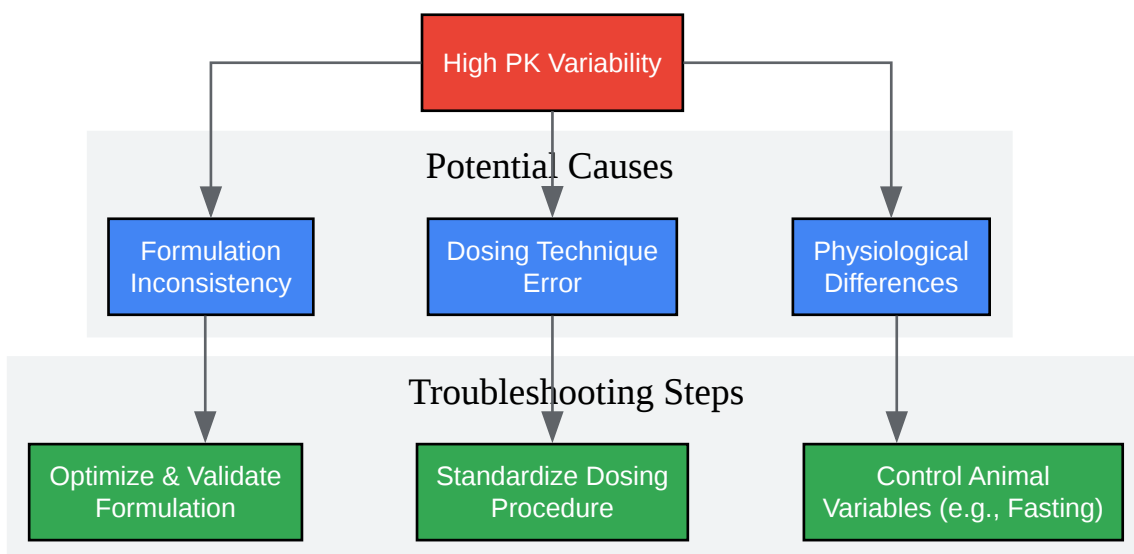 High PK Variability
Potential Causes
Formulation
Inconsistency
Dosing Technique
Error
Physiological
Differences
Troubleshooting Steps
Optimize & Validate
Formulation
Standardize Dosing
Procedure
Control Animal
Variables (e.g., Fasting)